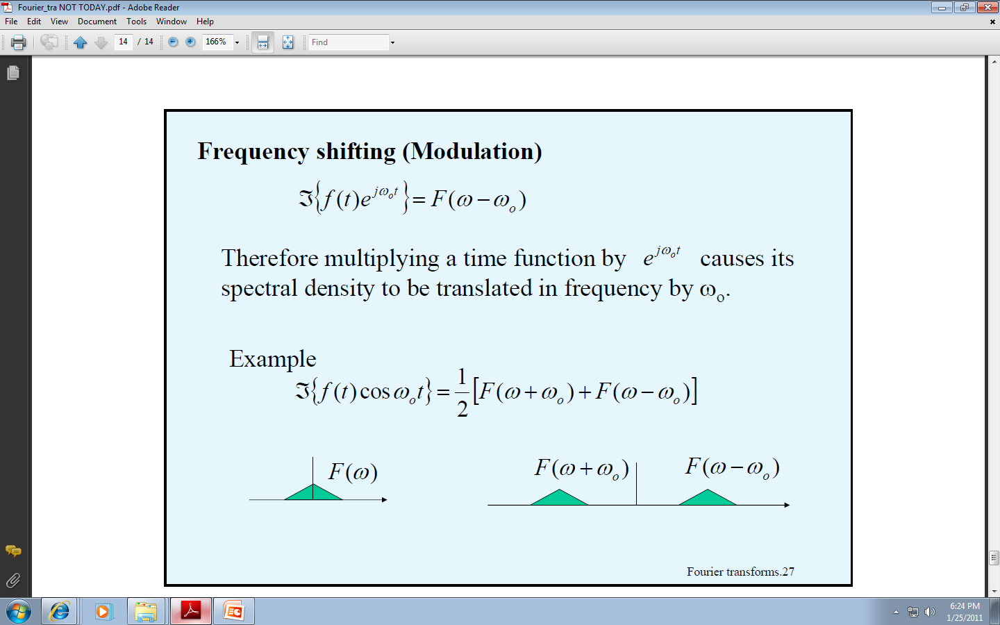 Fourier_tra NOT TODAY.pdf - Adobe Reader
File Edit View Document Tools Window Help
14 / 14 166% Find
Frequency shifting (Modulation)
ℑ{f(t)e^{jω_o t}} = F(ω − ω_o)
Therefore multiplying a time function by e^{jω_o t} causes its
spectral density to be translated in frequency by ω_o.
Example
ℑ{f(t) cos ω_o t} = 1/2 [F(ω + ω_o) + F(ω − ω_o)]
F(ω) F(ω + ω_o) F(ω − ω_o)
Fourier transforms.27
6:24 PM
1/25/2011